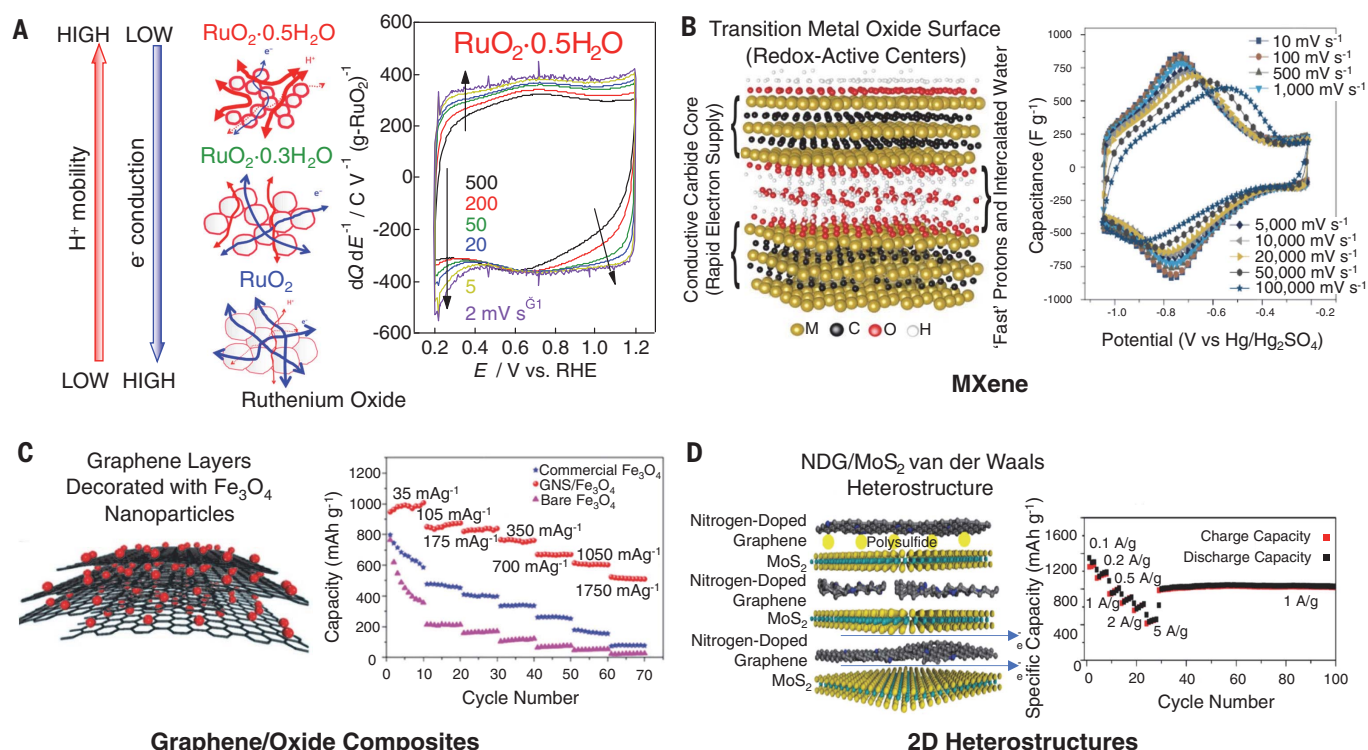 A
HIGH
LOW
H⁺ mobility
e⁻ conduction
LOW
HIGH
RuO₂·0.5H₂O
e⁻
H⁺
RuO₂·0.3H₂O
e⁻
H⁺
RuO₂
H⁺
e⁻
Ruthenium Oxide
RuO₂·0.5H₂O
dQ dE⁻¹ / C V⁻¹ (g-RuO₂)⁻¹
600
400
200
0
-200
-400
-600
500
200
50
20
5
2 mV s^Ğ1
0.2 0.4 0.6 0.8 1.0 1.2
E / V vs. RHE
B
Transition Metal Oxide Surface
(Redox-Active Centers)
Conductive Carbide Core
(Rapid Electron Supply)
'Fast' Protons and Intercalated Water
M C O H
Capacitance (F g⁻¹)
1000
750
500
250
0
-250
-500
-750
-1000
10 mV s⁻¹
100 mV s⁻¹
500 mV s⁻¹
1,000 mV s⁻¹
5,000 mV s⁻¹
10,000 mV s⁻¹
20,000 mV s⁻¹
50,000 mV s⁻¹
100,000 mV s⁻¹
-1.0 -0.8 -0.6 -0.4 -0.2
Potential (V vs Hg/Hg₂SO₄)
MXene
C
Graphene Layers
Decorated with Fe₃O₄
Nanoparticles
Capacity (mAh g⁻¹)
1200
1000
800
600
400
200
0
Commercial Fe₃O₄
GNS/Fe₃O₄
Bare Fe₃O₄
35 mAg⁻¹
105 mAg⁻¹
175 mAg⁻¹
350 mAg⁻¹
700 mAg⁻¹
1050 mAg⁻¹
1750 mAg⁻¹
0 10 20 30 40 50 60 70
Cycle Number
Graphene/Oxide Composites
D
NDG/MoS₂ van der Waals
Heterostructure
Nitrogen-Doped
Graphene
Polysulfide
MoS₂
Nitrogen-Doped
Graphene
MoS₂
e⁻
Nitrogen-Doped
Graphene
e⁻
MoS₂
Specific Capacity (mAh g⁻¹)
1600
1200
800
400
0
Charge Capacity
Discharge Capacity
0.1 A/g
0.2 A/g
0.5 A/g
1 A/g
2 A/g
5 A/g
1 A/g
0 20 40 60 80 100
Cycle Number
2D Heterostructures